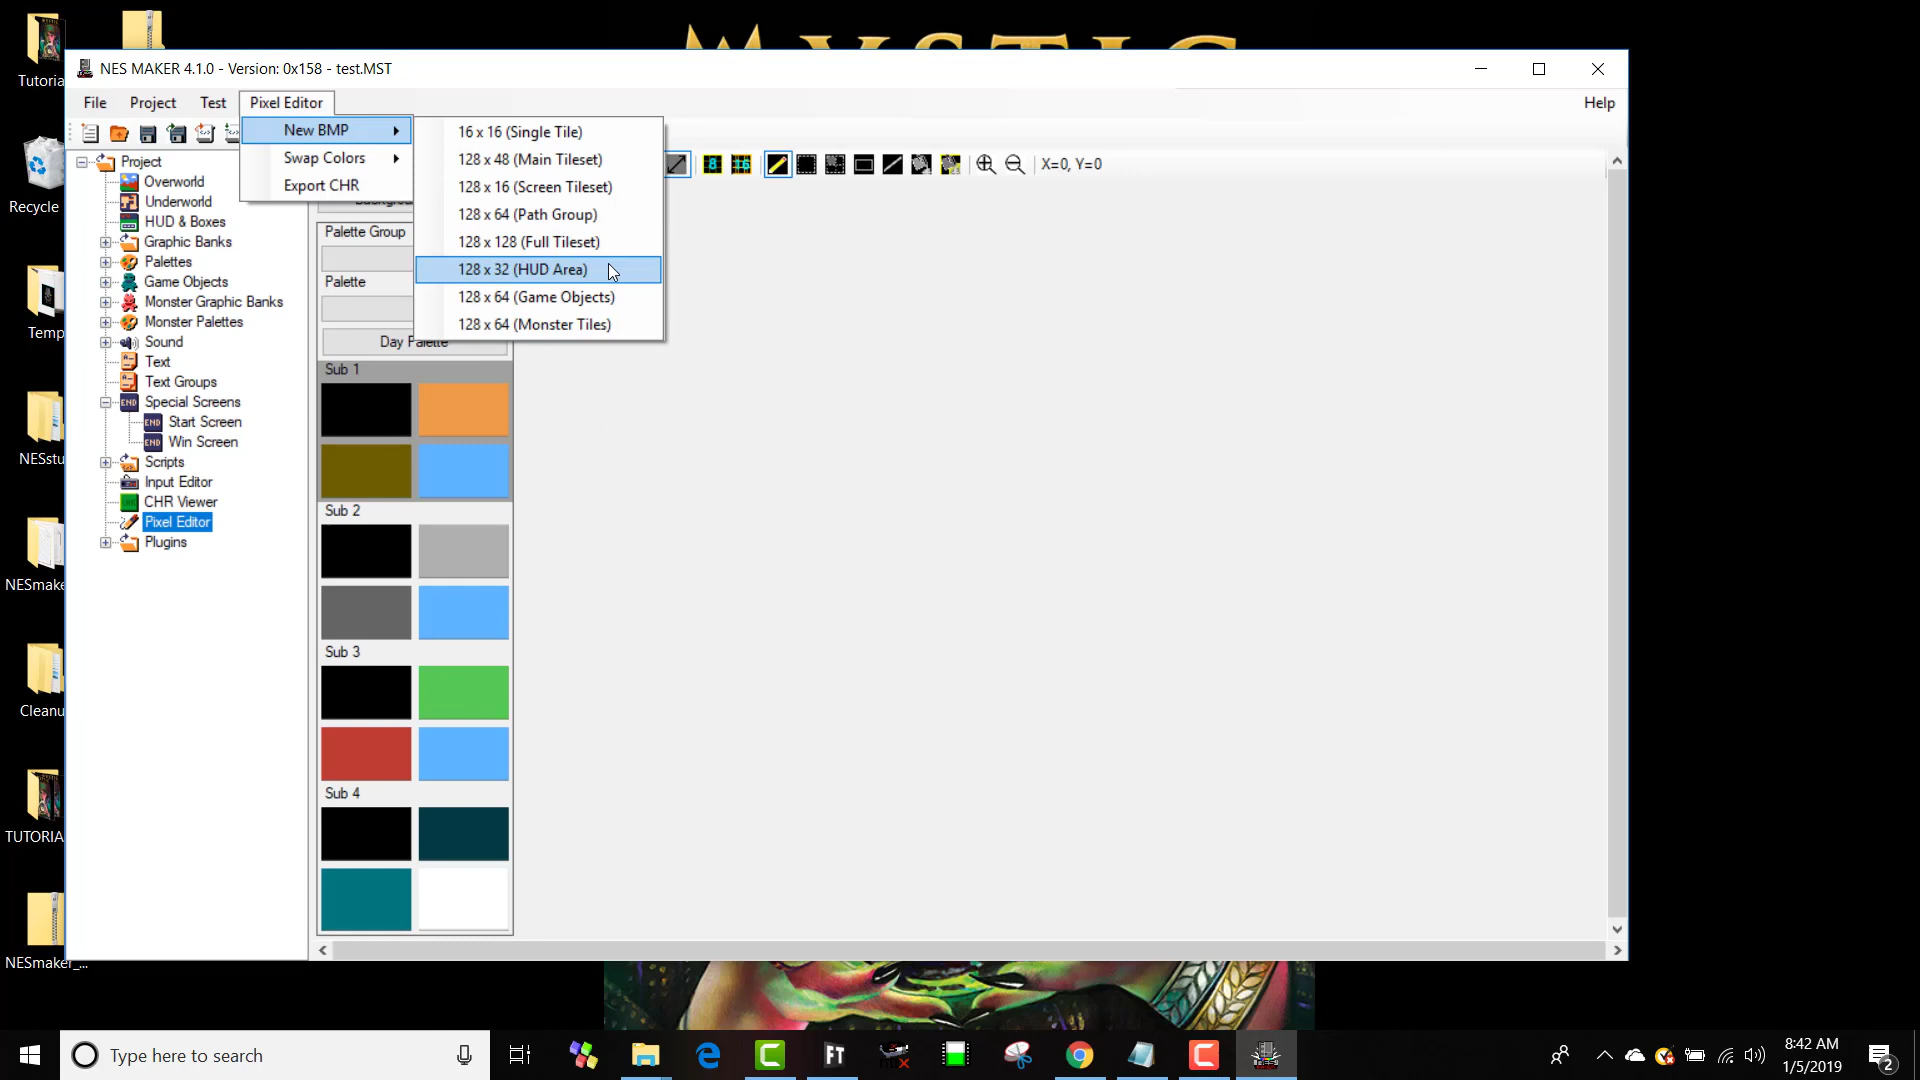 MYSTIC
Tutoria
NES MAKER 4.1.0 - Version: 0x158 - test.MST
File Project Test Pixel Editor Help
New BMP
Swap Colors
Export CHR
16 x 16 (Single Tile)
128 x 48 (Main Tileset)
128 x 16 (Screen Tileset)
128 x 64 (Path Group)
128 x 128 (Full Tileset)
128 x 32 (HUD Area)
128 x 64 (Game Objects)
128 x 64 (Monster Tiles)
8 16 X=0, Y=0
Project
Overworld
Underworld
HUD & Boxes
Graphic Banks
Palettes
Game Objects
Monster Graphic Banks
Monster Palettes
Sound
Text
Text Groups
Special Screens
Start Screen
Win Screen
Scripts
Input Editor
CHR Viewer
Pixel Editor
Plugins
Palette Group
Palette
Day Palette
Sub 1
Sub 2
Sub 3
Sub 4
Recycle
Temp
NESstu
NESmake
Cleanu
TUTORIA
NESmaker_...
Type here to search
FT
8:42 AM
1/5/2019
2